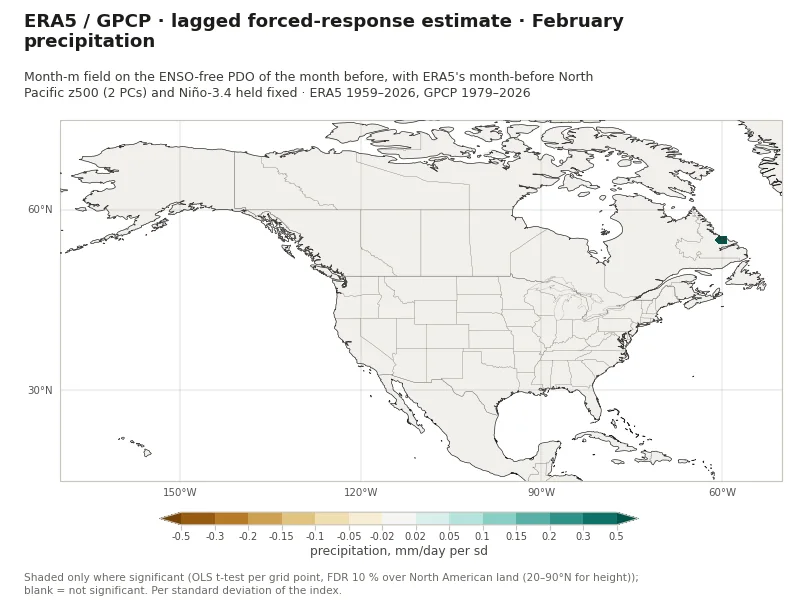 ERA5 / GPCP · lagged forced-response estimate · February
precipitation
Month-m field on the ENSO-free PDO of the month before, with ERA5's month-before North
Pacific z500 (2 PCs) and Niño-3.4 held fixed · ERA5 1959–2026, GPCP 1979–2026
60°N
30°N
150°W 120°W 90°W 60°W
-0.5 -0.3 -0.2 -0.15 -0.1 -0.05 -0.02 0.02 0.05 0.1 0.15 0.2 0.3 0.5
precipitation, mm/day per sd
Shaded only where significant (OLS t-test per grid point, FDR 10 % over North American land (20–90°N for height));
blank = not significant. Per standard deviation of the index.